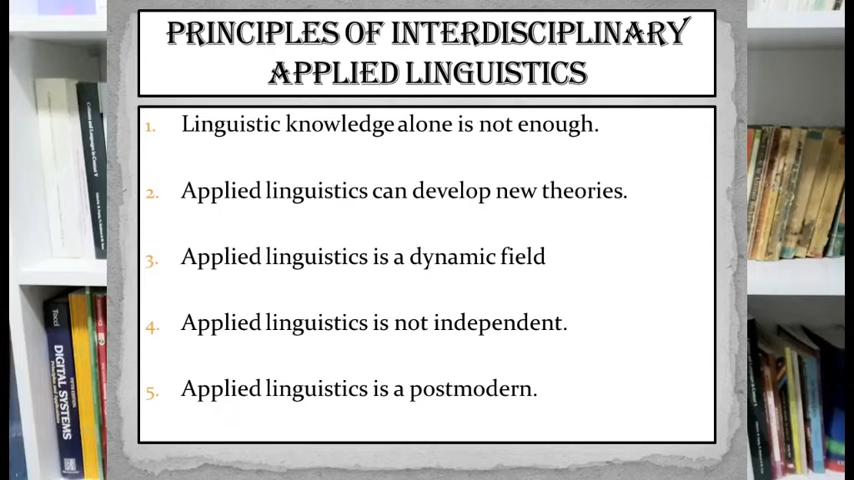 PRINCIPLES OF INTERDISCIPLINARY
APPLIED LINGUISTICS
1. Linguistic knowledge alone is not enough.
2. Applied linguistics can develop new theories.
3. Applied linguistics is a dynamic field
4. Applied linguistics is not independent.
5. Applied linguistics is a postmodern.
Tocci
DIGITAL SYSTEMS